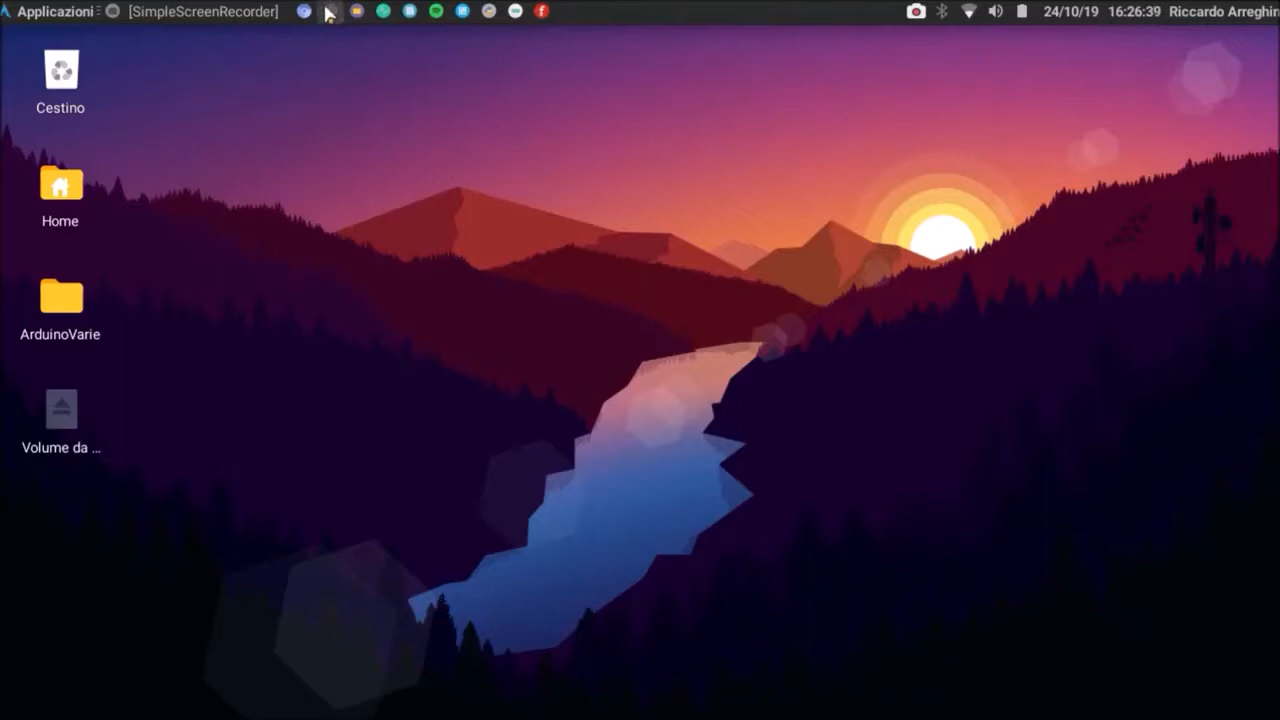 Applicazioni [SimpleScreenRecorder] 24/10/19 16:26:39 Riccardo Arreghin
Cestino
Home
ArduinoVarie
Volume da ...